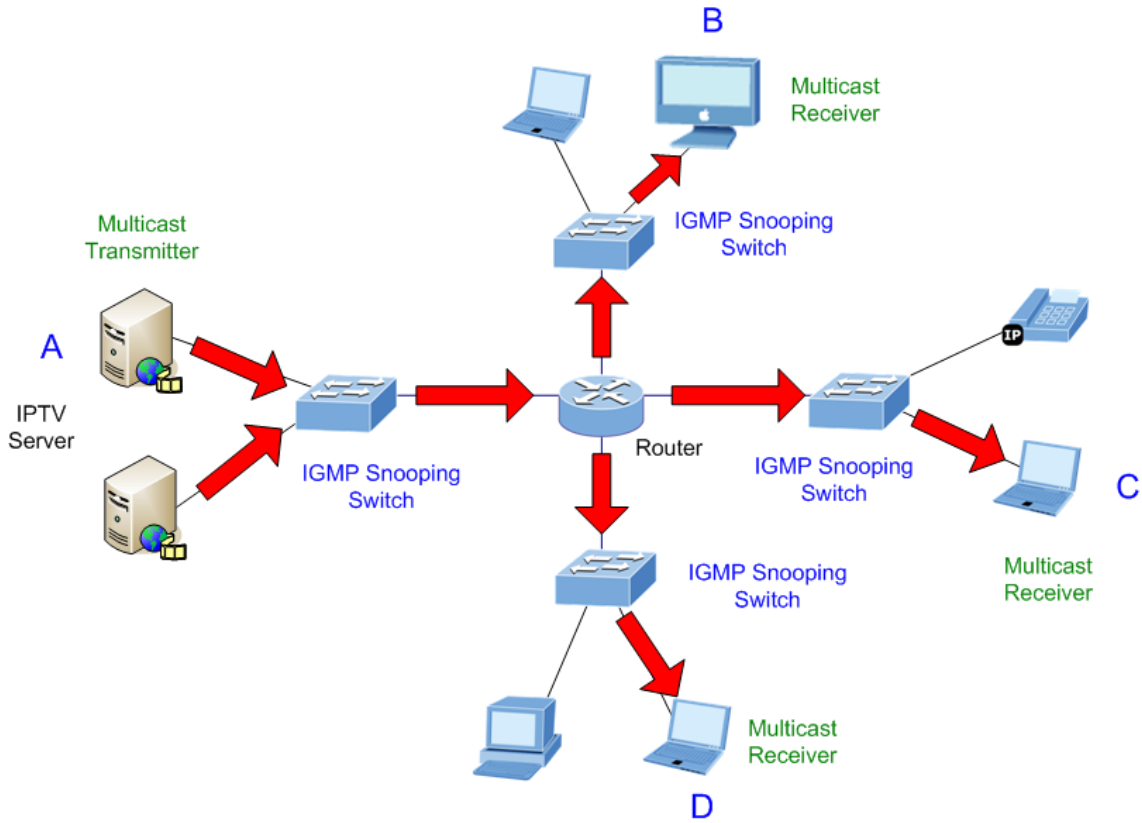 B
Multicast
Receiver
IGMP Snooping
Switch
Multicast
Transmitter
A
IPTV
Server
IGMP Snooping
Switch
Router
IP
IGMP Snooping
Switch
C
Multicast
Receiver
IGMP Snooping
Switch
Multicast
Receiver
D